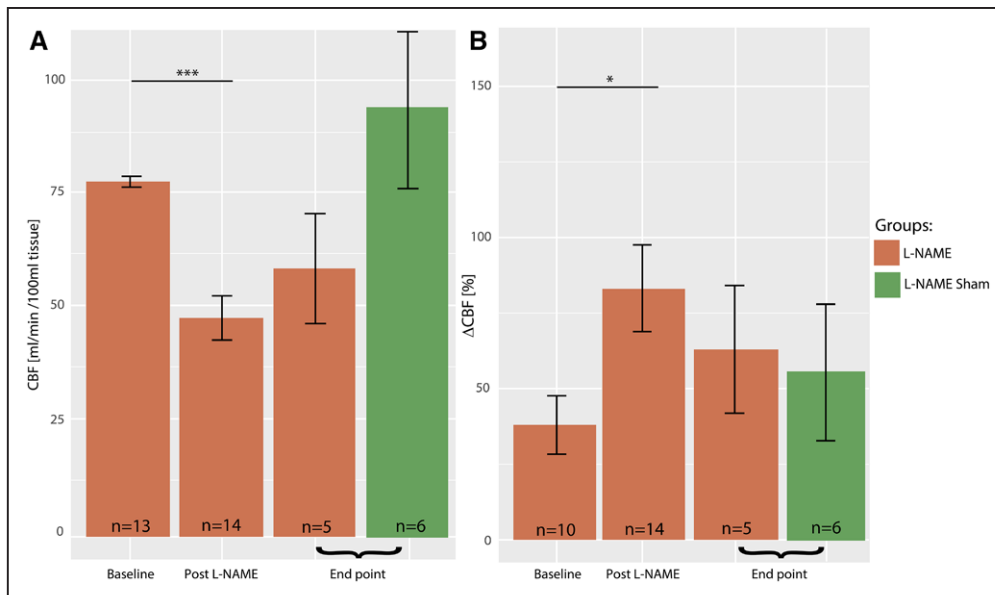 A
***
100
75
50
25
0
CBF [ml/min /100ml tissue]
n=13
n=14
n=5
n=6
Baseline
Post L-NAME
End point
B
*
150
100
50
0
ΔCBF [%]
n=10
n=14
n=5
n=6
Baseline
Post L-NAME
End point
Groups:
L-NAME
L-NAME Sham